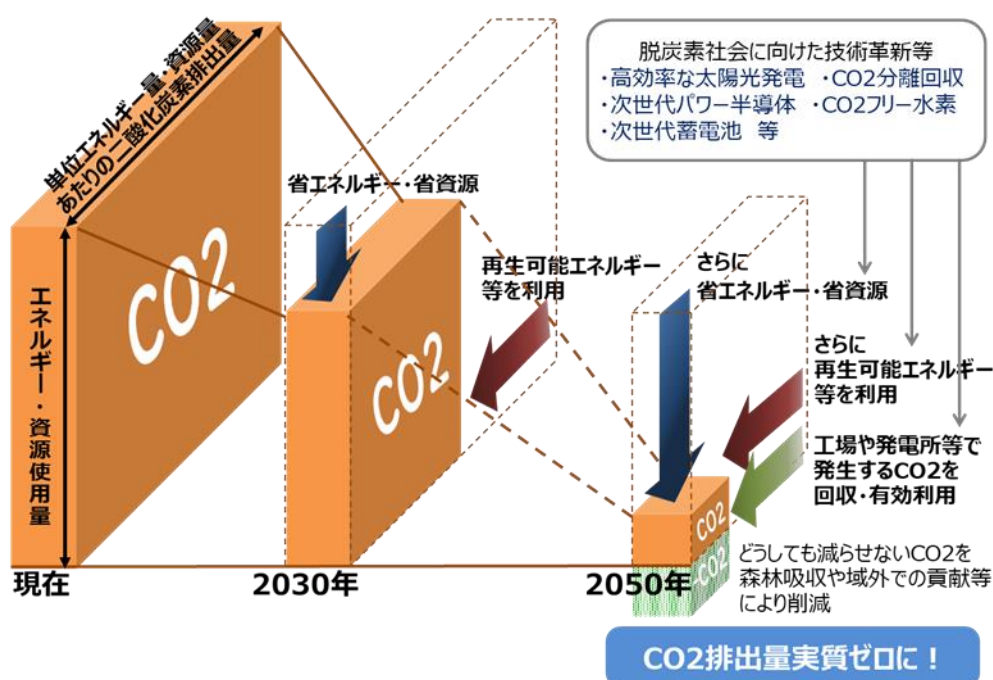 単位エネルギー量・資源量
あたりの二酸化炭素排出量
エネルギー・資源使用量
CO2
現在
省エネルギー・省資源
CO2
再生可能エネルギー
等を利用
2030年
脱炭素社会に向けた技術革新等
・高効率な太陽光発電 ・CO2分離回収
・次世代パワー半導体 ・CO2フリー水素
・次世代蓄電池 等
さらに
省エネルギー・省資源
さらに
再生可能エネルギー
等を利用
工場や発電所等で
発生するCO2を
回収・有効利用
CO2
-CO2
2050年
どうしても減らせないCO2を
森林吸収や域外での貢献等
により削減
CO2排出量実質ゼロに！